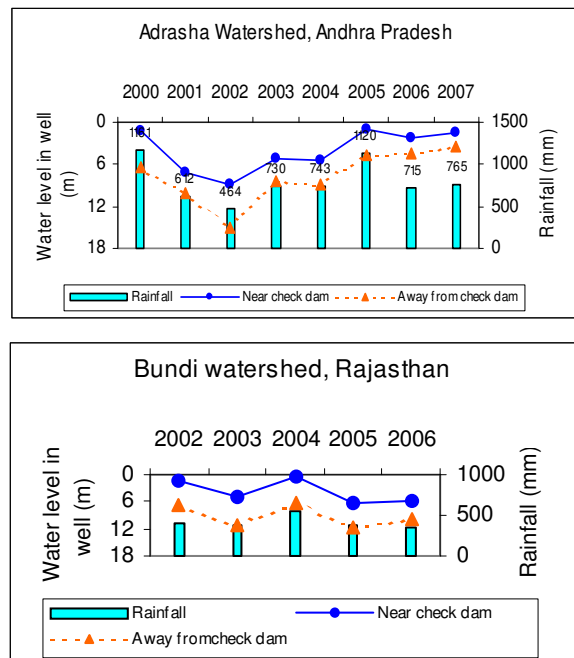 Adrasha Watershed, Andhra Pradesh
2000 2001 2002 2003 2004 2005 2006 2007
Water level in well
(m)
0
6
12
18
612
464
730
743
1120
715
765
1500
1000
500
0
Rainfall (mm)
Rainfall
Near check dam
Away fromcheck dam
Bundi watershed, Rajasthan
2002 2003 2004 2005 2006
Water level in
well (m)
0
6
12
18
1000
500
0
Rainfall (mm)
Rainfall
Near check dam
Away fromcheck dam